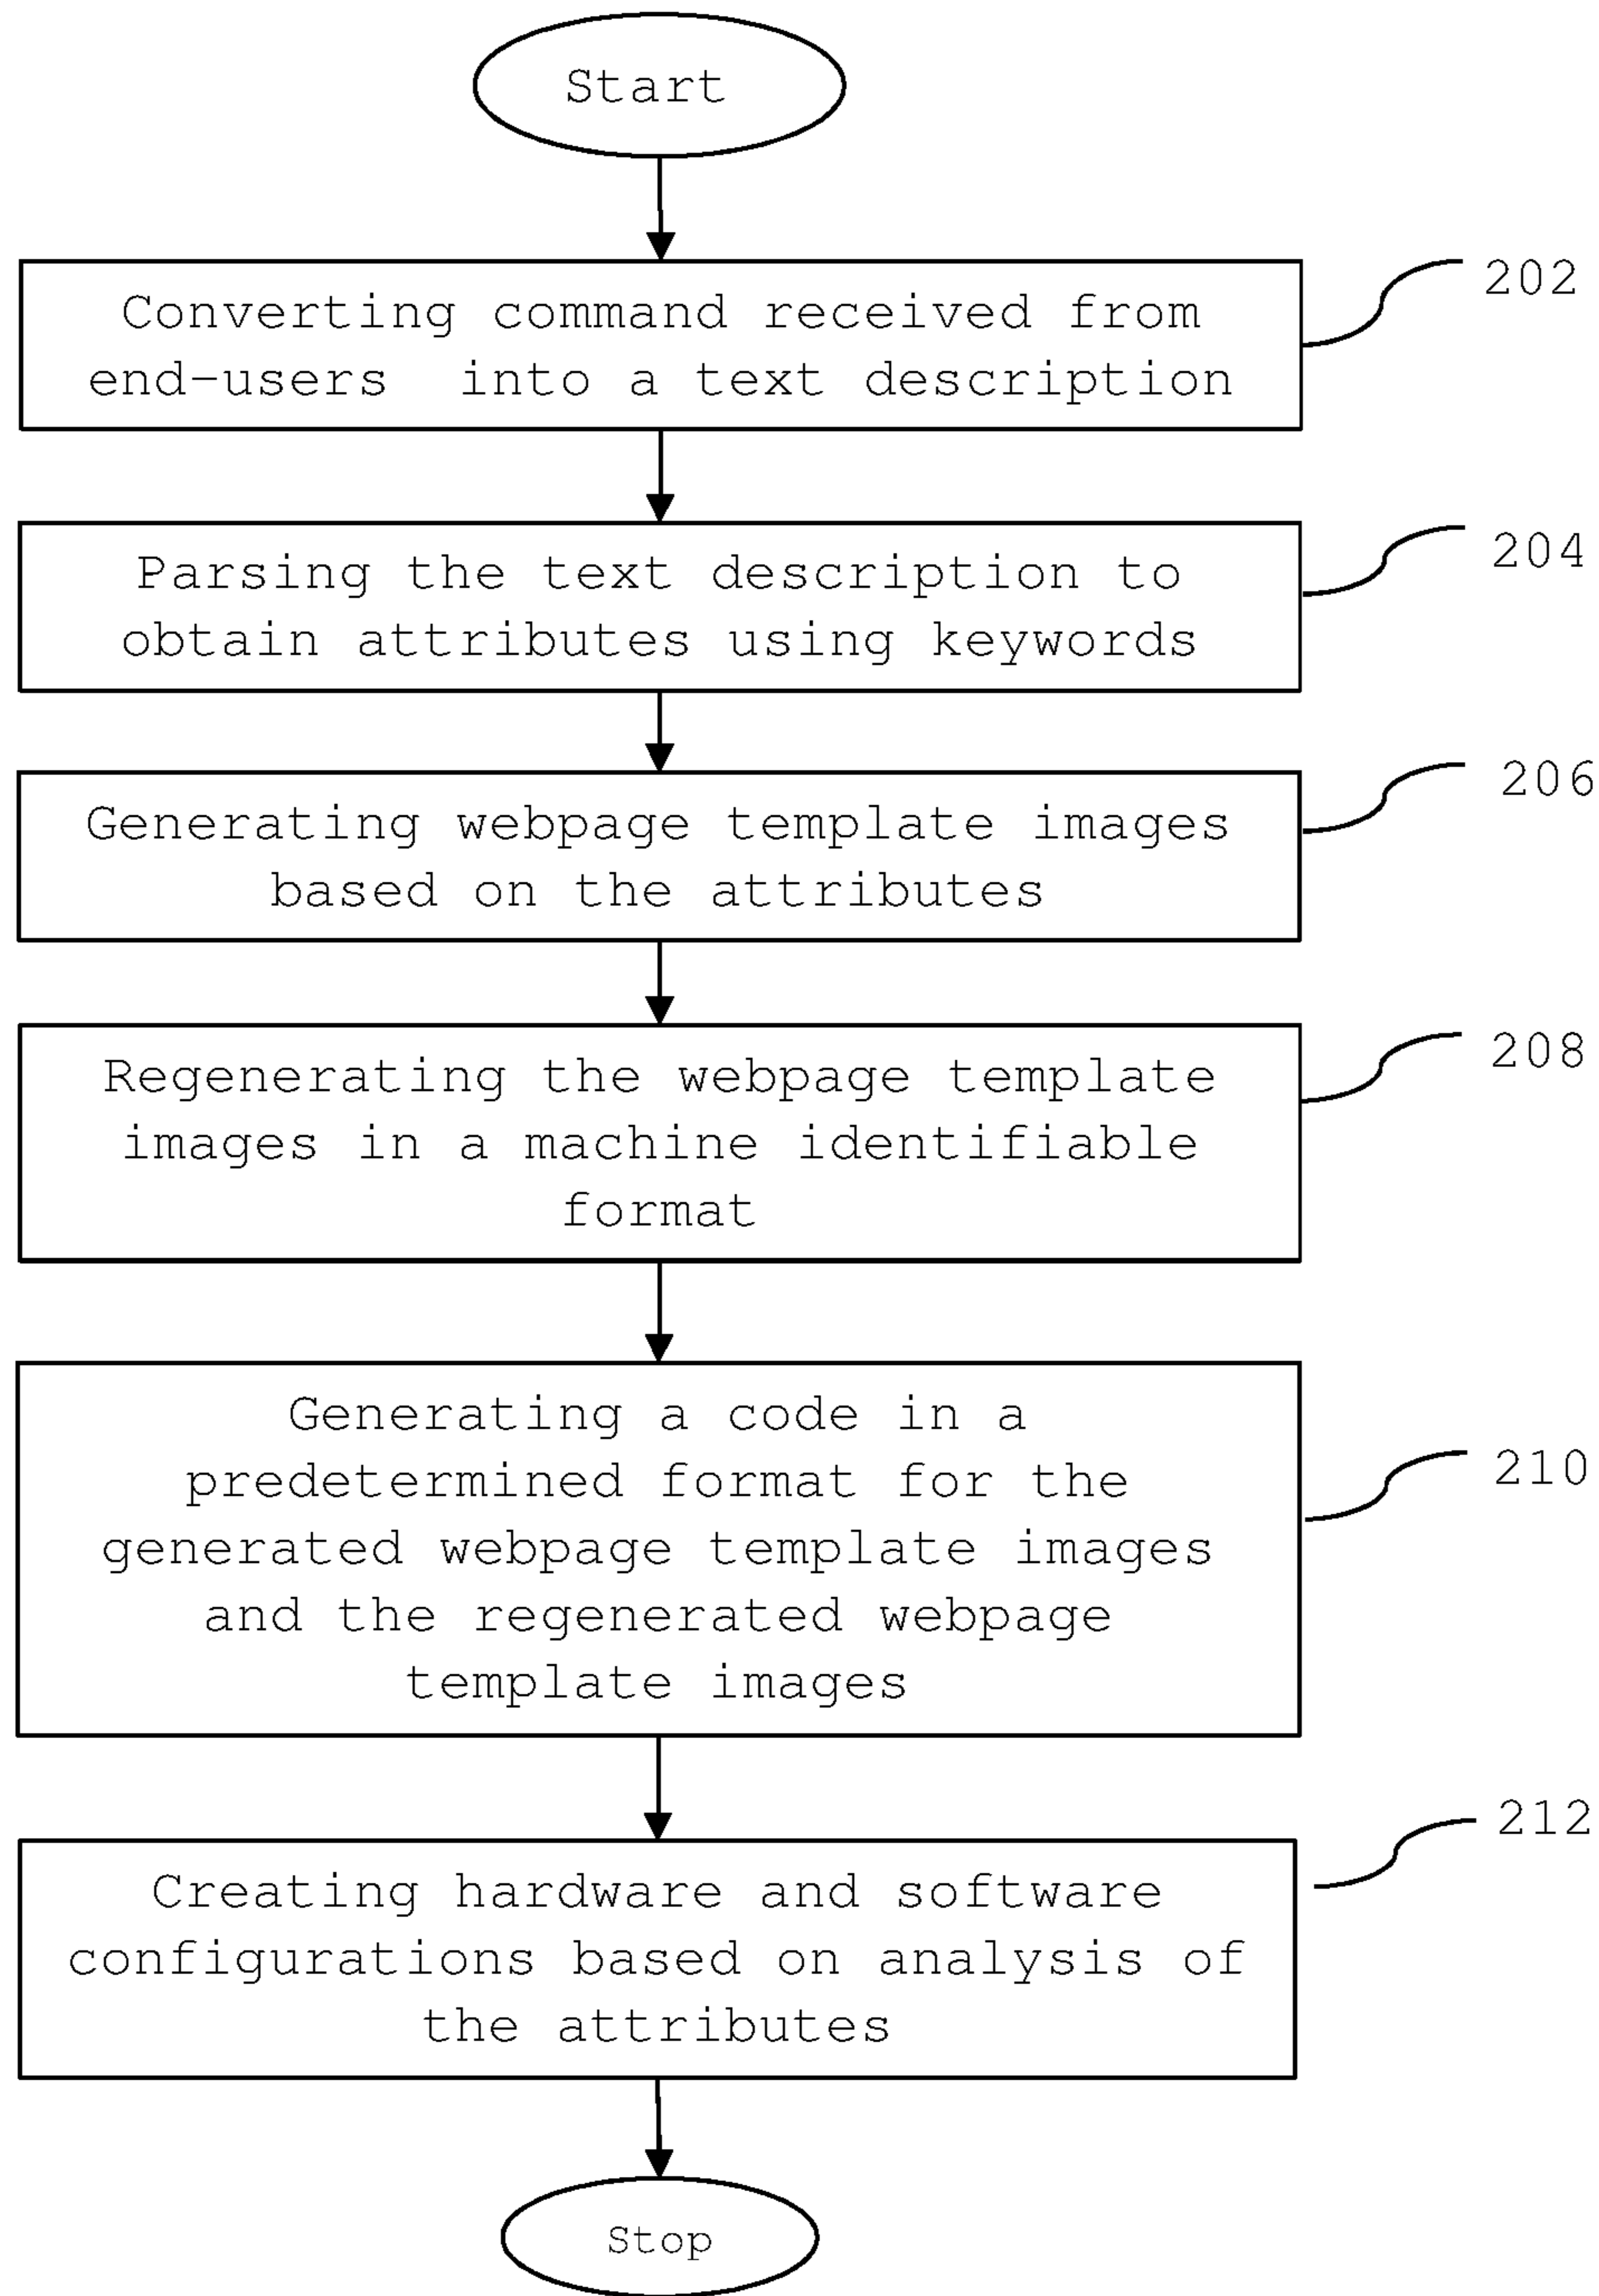 Start
202
Converting command received from
end-users into a text description
204
Parsing the text description to
obtain attributes using keywords
206
Generating webpage template images
based on the attributes
208
Regenerating the webpage template
images in a machine identifiable
format
210
Generating a code in a
predetermined format for the
generated webpage template images
and the regenerated webpage
template images
212
Creating hardware and software
configurations based on analysis of
the attributes
Stop